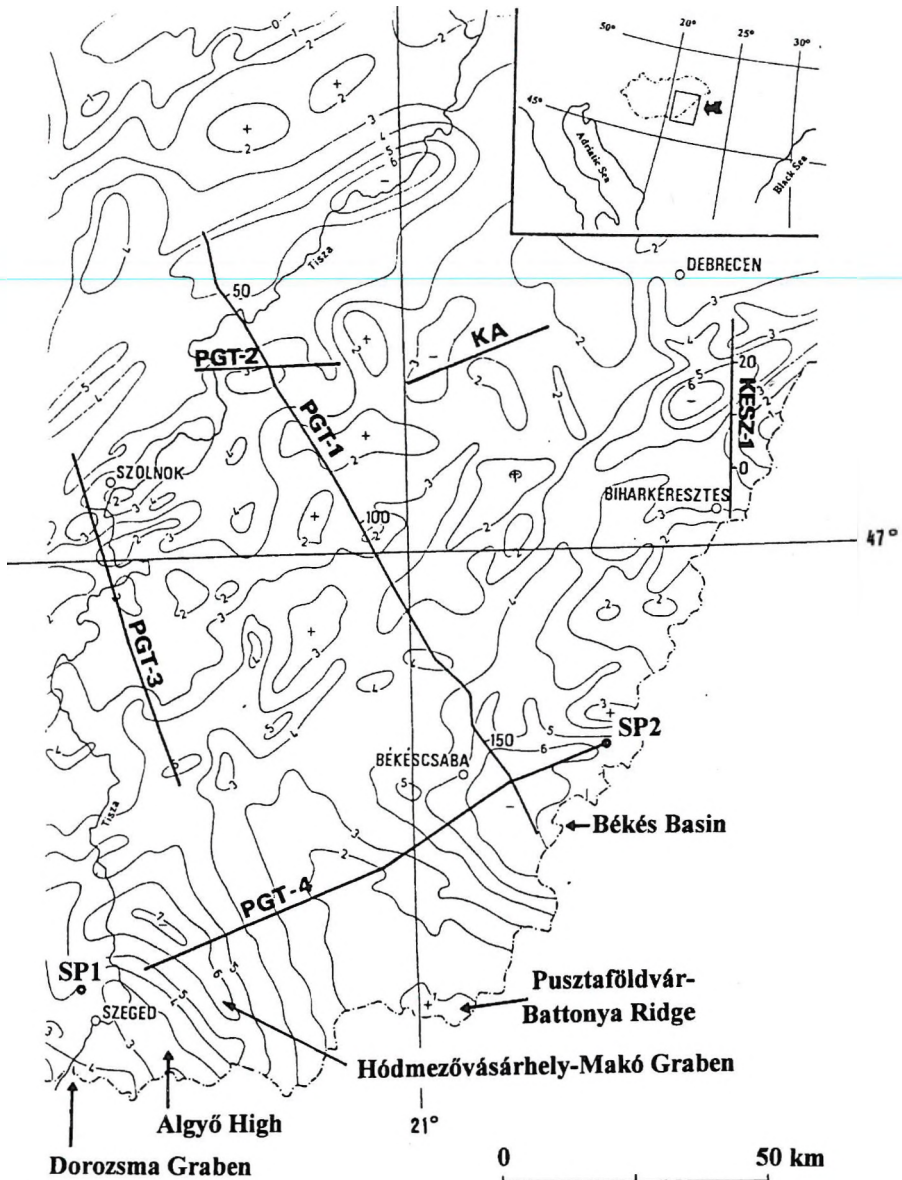 50°
20°
25°
30°
45°
Adriatic Sea
Black Sea
Tisza
DEBRECEN
50
PGT-2
KA
20
KESZ-1
0
PGT-1
SZOLNOK
BIHARKERESZTES
100
47°
PGT-3
150
SP2
BÉKÉSCSABA
Békés Basin
Tisza
PGT-4
SP1
SZEGED
Pusztaföldvár-
Battonya Ridge
Hódmezővásárhely-Makó Graben
Algyő High
21°
Dorozsma Graben
0
50 km